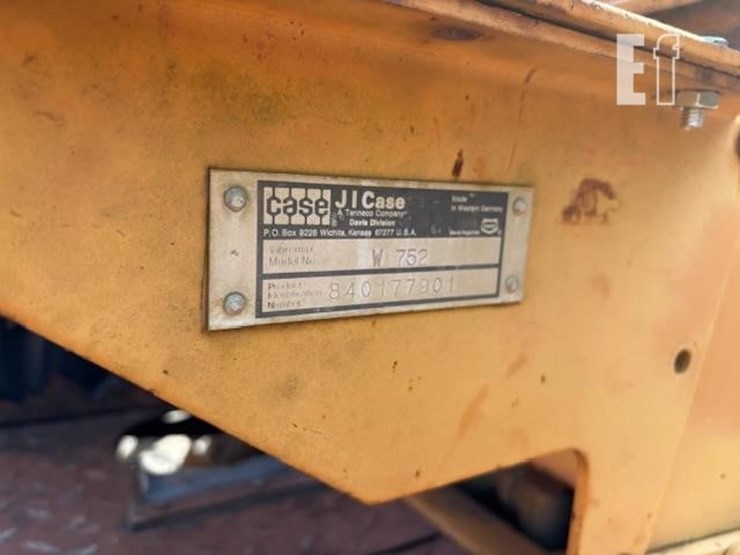 Ef
case
J I Case
A Tenneco Company
Davis Division
P.O. Box 9228 Wichita, Kansas 67277 U.S.A.
Made
in Western Germany
Vibromax
Model No.
W 752
Product
Identification
Number
840177901